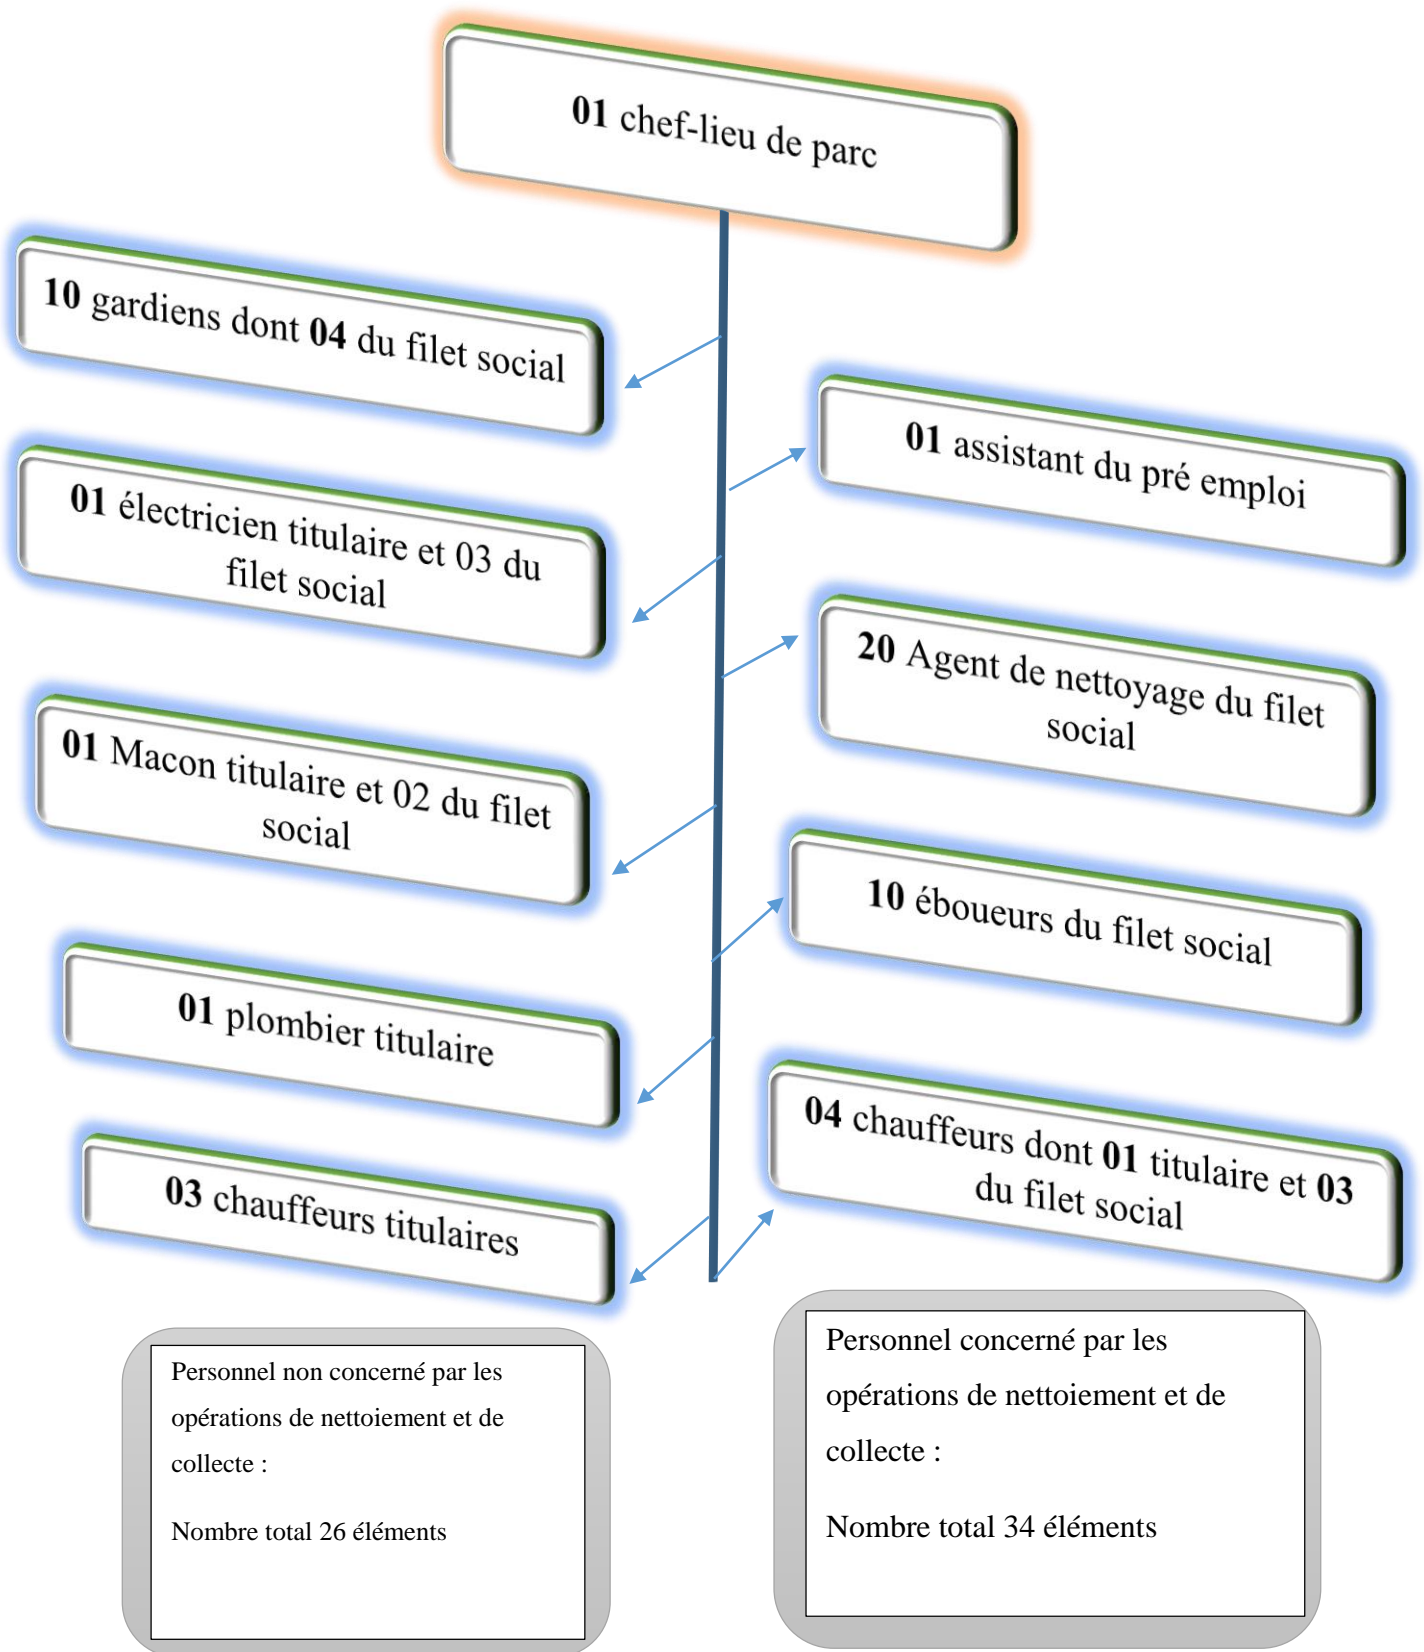 01 chef-lieu de parc
10 gardiens dont 04 du filet social
01 assistant du pré emploi
01 électricien titulaire et 03 du
filet social
20 Agent de nettoyage du filet
social
01 Macon titulaire et 02 du filet
social
10 éboueurs du filet social
01 plombier titulaire
04 chauffeurs dont 01 titulaire et 03
du filet social
03 chauffeurs titulaires
Personnel non concerné par les
opérations de nettoiement et de
collecte :
Nombre total 26 éléments
Personnel concerné par les
opérations de nettoiement et de
collecte :
Nombre total 34 éléments